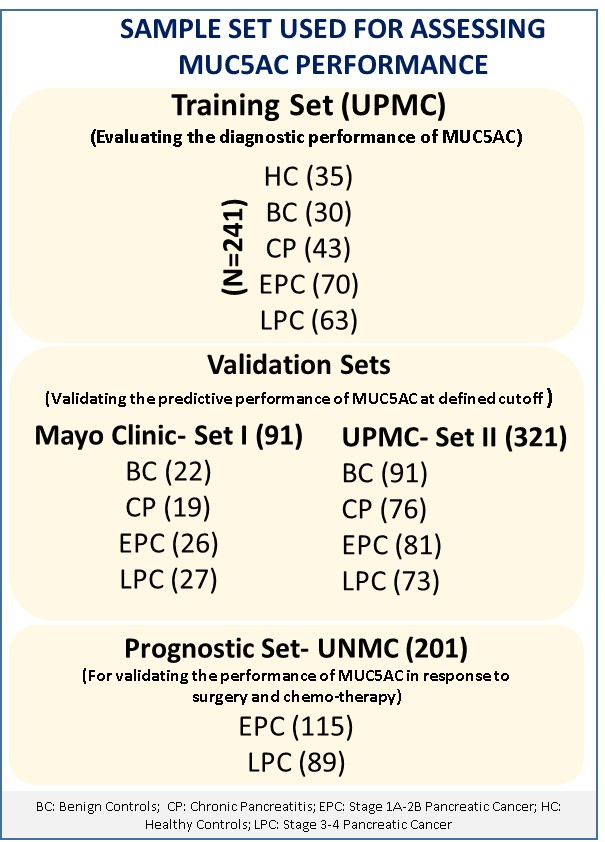 SAMPLE SET USED FOR ASSESSING
MUC5AC PERFORMANCE
Training Set (UPMC)
(Evaluating the diagnostic performance of MUC5AC)
(N=241)
HC (35)
BC (30)
CP (43)
EPC (70)
LPC (63)
Validation Sets
(Validating the predictive performance of MUC5AC at defined cutoff )
Mayo Clinic- Set I (91)
BC (22)
CP (19)
EPC (26)
LPC (27)
UPMC- Set II (321)
BC (91)
CP (76)
EPC (81)
LPC (73)
Prognostic Set- UNMC (201)
(For validating the performance of MUC5AC in response to
surgery and chemo-therapy)
EPC (115)
LPC (89)
BC: Benign Controls; CP: Chronic Pancreatitis; EPC: Stage 1A-2B Pancreatic Cancer; HC:
Healthy Controls; LPC: Stage 3-4 Pancreatic Cancer